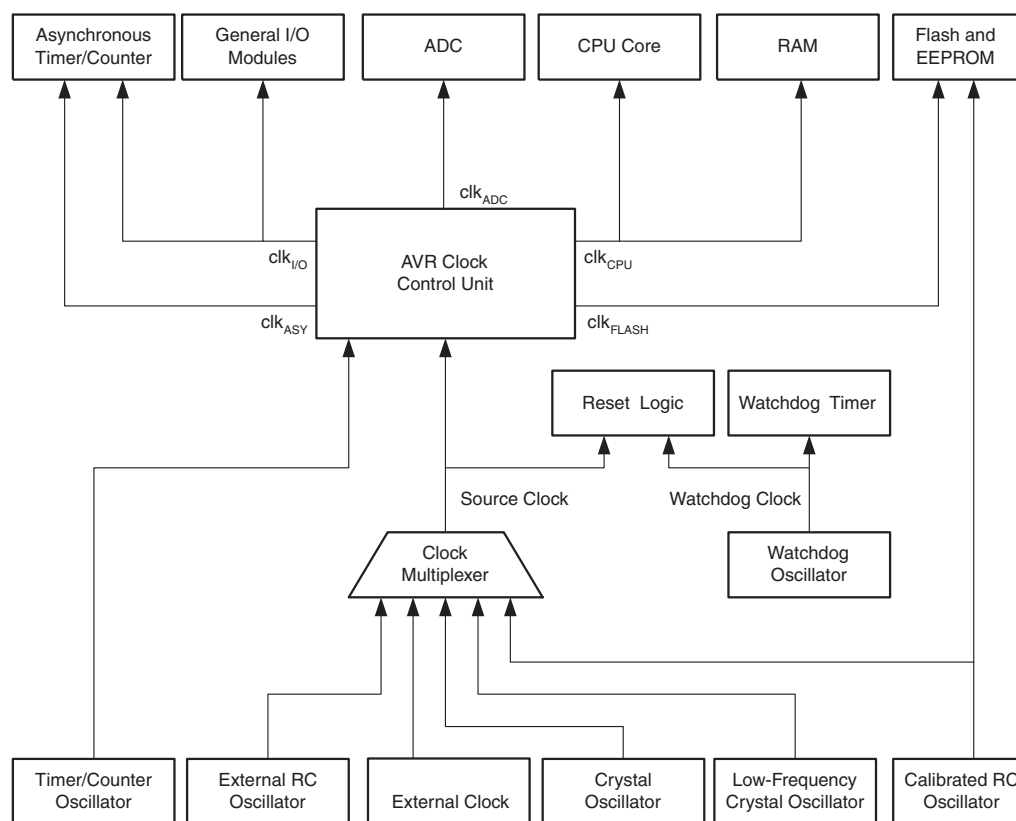 Asynchronous
Timer/Counter
General I/O
Modules
ADC
CPU Core
RAM
Flash and
EEPROM
clkADC
clkI/O
AVR Clock
Control Unit
clkCPU
clkASY
clkFLASH
Reset Logic
Watchdog Timer
Source Clock
Watchdog Clock
Clock
Multiplexer
Watchdog
Oscillator
Timer/Counter
Oscillator
External RC
Oscillator
External Clock
Crystal
Oscillator
Low-Frequency
Crystal Oscillator
Calibrated RC
Oscillator